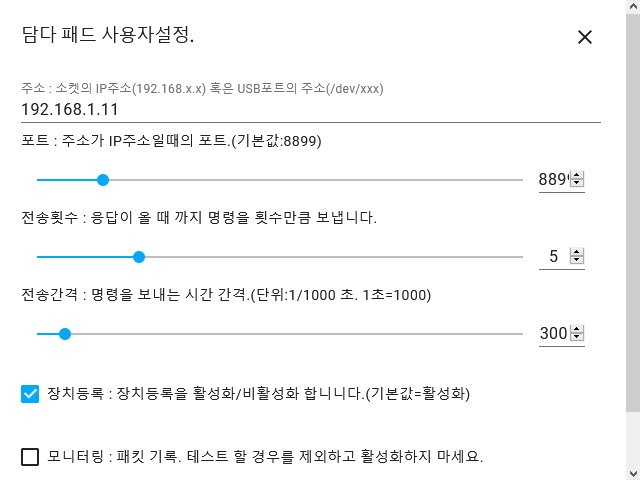 담다 패드 사용자설정.
주소 : 소켓의 IP주소(192.168.x.x) 혹은 USB포트의 주소(/dev/xxx)
192.168.1.11
포트 : 주소가 IP주소일때의 포트.(기본값:8899)
8899
전송횟수 : 응답이 올 때 까지 명령을 횟수만큼 보냅니다.
5
전송간격 : 명령을 보내는 시간 간격.(단위:1/1000 초. 1초=1000)
300
장치등록 : 장치등록을 활성화/비활성화 합니니다.(기본값=활성화)
모니터링 : 패킷 기록. 테스트 할 경우를 제외하고 활성화하지 마세요.